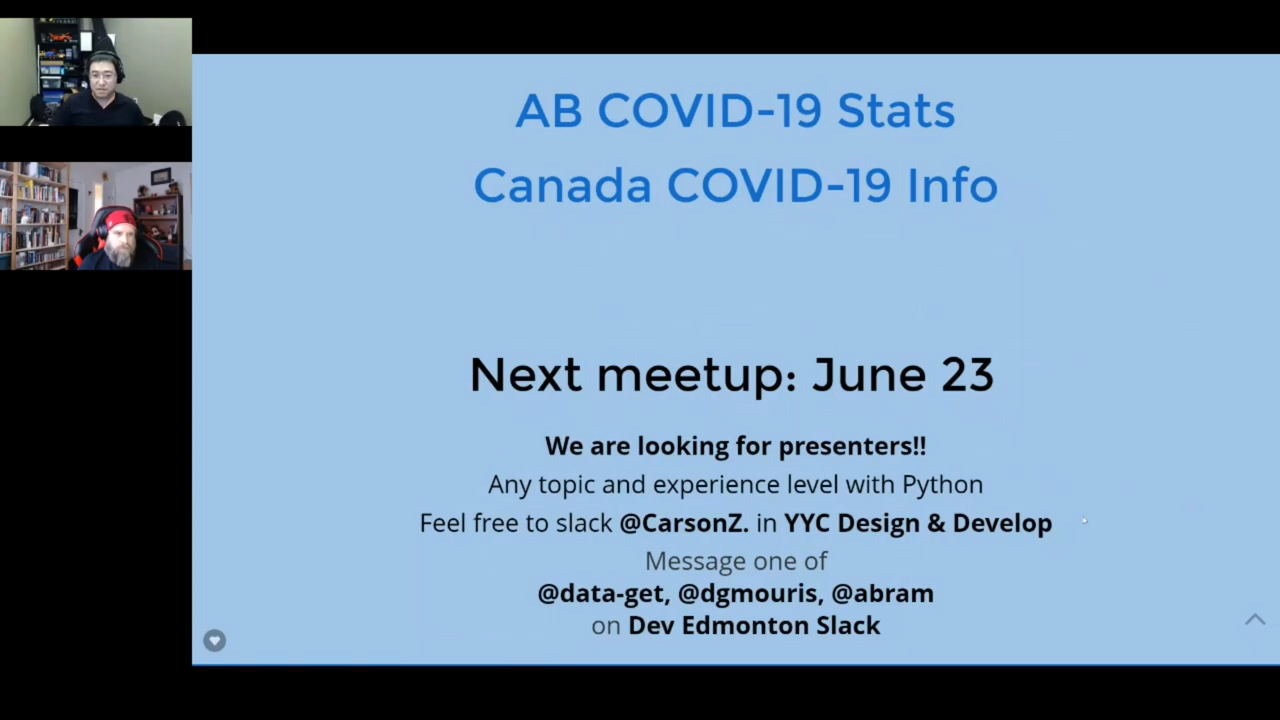 AB COVID-19 Stats
Canada COVID-19 Info
Next meetup: June 23
We are looking for presenters!!
Any topic and experience level with Python
Feel free to slack @CarsonZ. in YYC Design & Develop
Message one of
@data-get, @dgmouris, @abram
on Dev Edmonton Slack